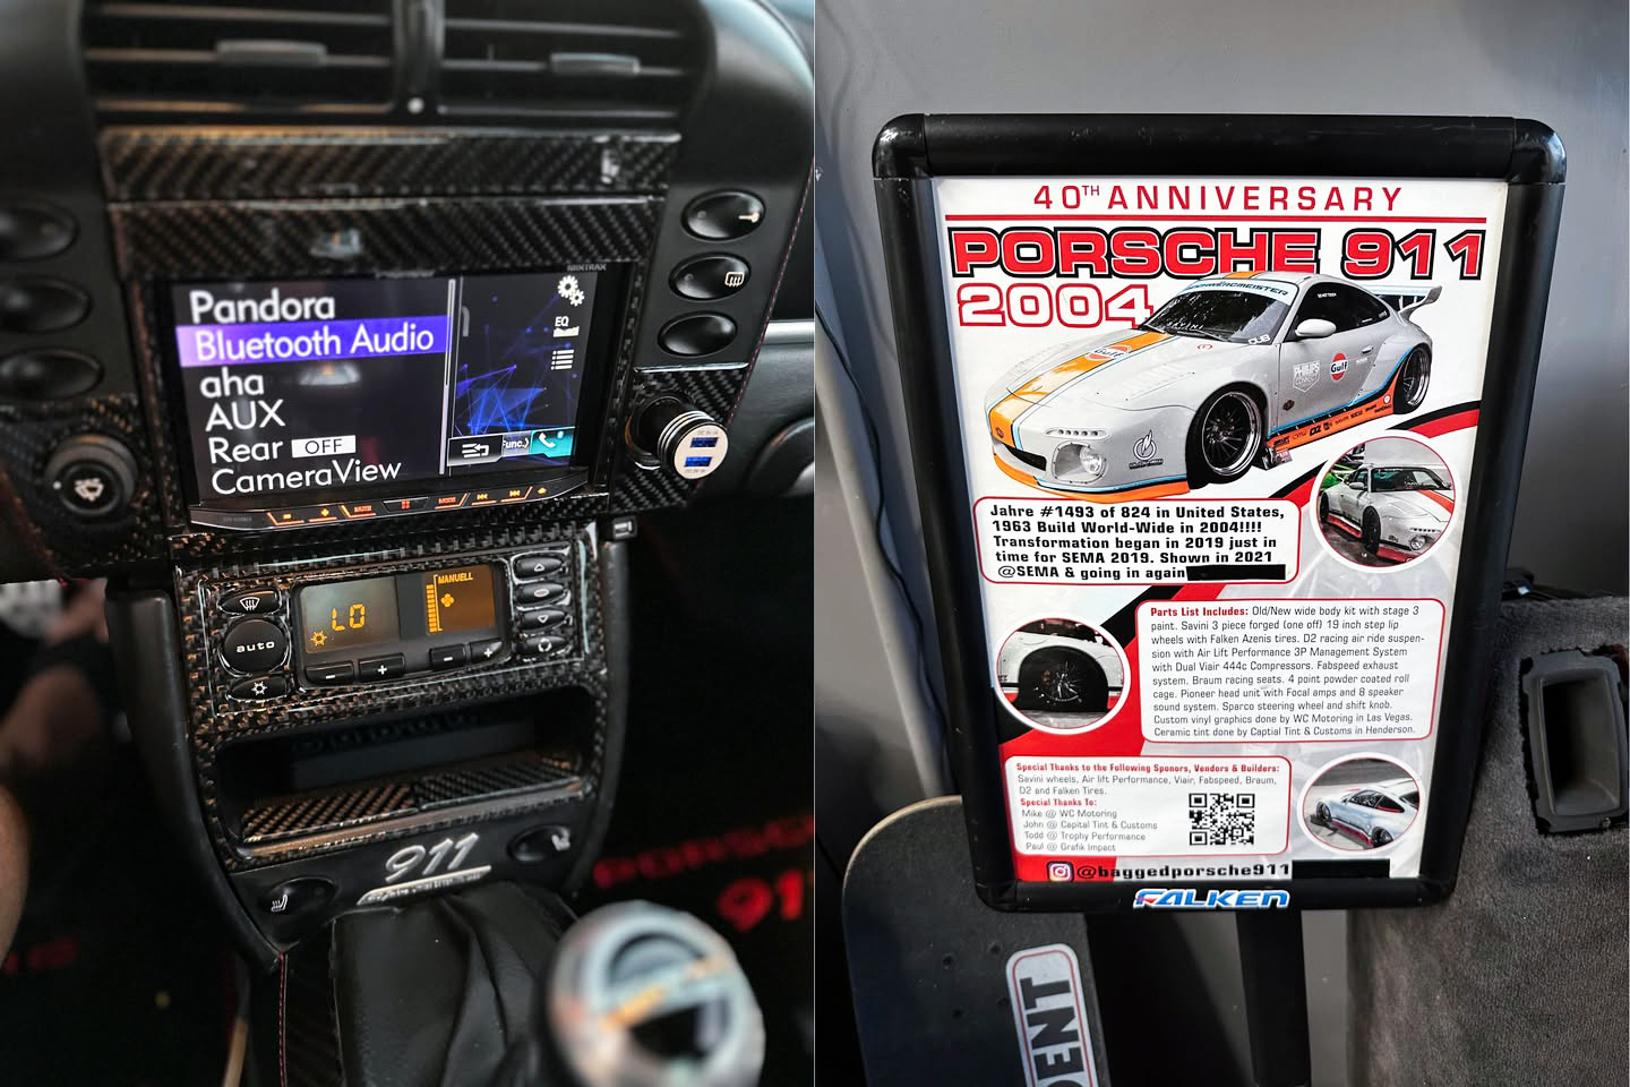 MIXTRAX
Pandora
Bluetooth Audio
aha
AUX
Rear OFF
CameraView
EQ
Func.
MANUELL
LO
auto
911
PORSCHE
911
40TH ANNIVERSARY
PORSCHE 911
2004
DUB
Gulf
Gulf
Jahre #1493 of 824 in United States,
1963 Build World-Wide in 2004!!!!
Transformation began in 2019 just in
time for SEMA 2019. Shown in 2021
@SEMA & going in again
Parts List Includes: Old/New wide body kit with stage 3
paint. Savini 3 piece forged (one off) 19 inch step lip
wheels with Falken Azenis tires. D2 racing air ride suspen-
sion with Air Lift Performance 3P Management System
with Dual Viair 444c Compressors. Fabspeed exhaust
system. Braum racing seats. 4 point powder coated roll
cage. Pioneer head unit with Focal amps and 8 speaker
sound system. Sparco steering wheel and shift knob.
Custom vinyl graphics done by WC Motoring in Las Vegas.
Ceramic tint done by Captial Tint & Customs in Henderson.
Special Thanks to the Following Sponors, Vendors & Builders:
Savini wheels, Air lift Performance, Viair, Fabspeed, Braum,
D2 and Falken Tires.
Special Thanks To:
Mike @ WC Motoring
John @ Capital Tint & Customs
Todd @ Trophy Performance
Paul @ Grafik Impact
@baggedporsche911
FALKEN
DENT